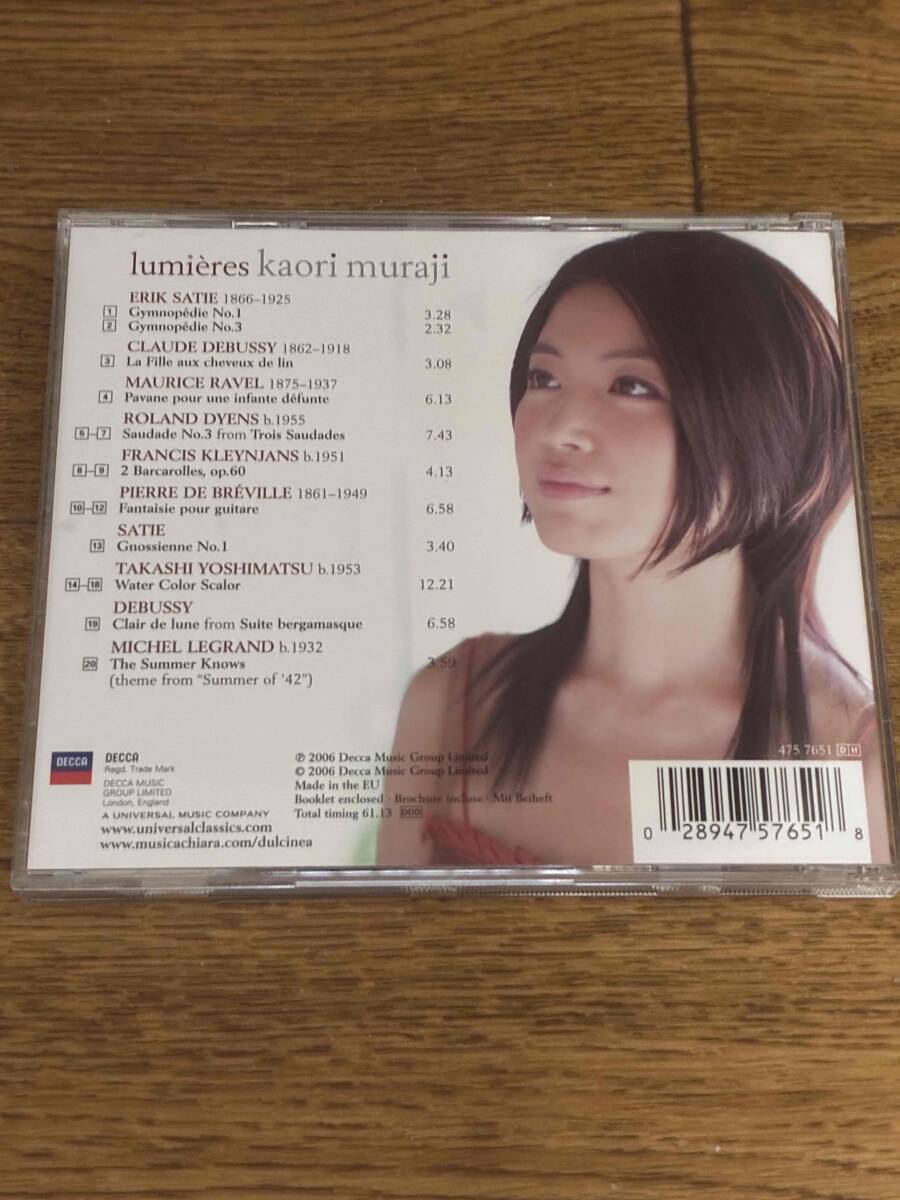 lumières kaori muraji
ERIK SATIE 1866–1925
1 Gymnopédie No.1 3.28
2 Gymnopédie No.3 2.32
CLAUDE DEBUSSY 1862–1918
3 La Fille aux cheveux de lin 3.08
MAURICE RAVEL 1875–1937
4 Pavane pour une infante défunte 6.13
ROLAND DYENS b.1955
5–7 Saudade No.3 from Trois Saudades 7.43
FRANCIS KLEYNJANS b.1951
8–9 2 Barcarolles, op.60 4.13
PIERRE DE BRÉVILLE 1861–1949
10–12 Fantaisie pour guitare 6.58
SATIE
13 Gnossienne No.1 3.40
TAKASHI YOSHIMATSU b.1953
14–18 Water Color Scalor 12.21
DEBUSSY
19 Clair de lune from Suite bergamasque 6.58
MICHEL LEGRAND b.1932
20 The Summer Knows 3.59
(theme from "Summer of '42")
475 7651 DH
DECCA
DECCA
Regd. Trade Mark
DECCA MUSIC
GROUP LIMITED
London, England
A UNIVERSAL MUSIC COMPANY
www.universalclassics.com
www.musicachiara.com/dulcinea
℗ 2006 Decca Music Group Limited
© 2006 Decca Music Group Limited
Made in the EU
Booklet enclosed · Brochure incluse · Mit Beiheft
Total timing 61.13 DDD
0 28947 57651 8